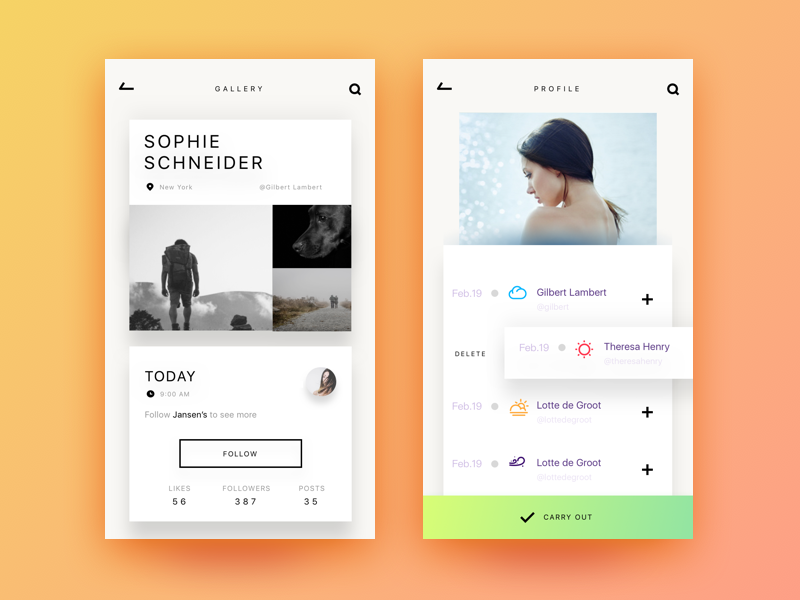 GALLERY
SOPHIE
SCHNEIDER
New York @Gilbert Lambert
TODAY
9:00 AM
Follow Jansen's to see more
FOLLOW
LIKES FOLLOWERS POSTS
56 387 35
PROFILE
Feb.19 Gilbert Lambert
@gilbert
DELETE
Feb.19 Theresa Henry
@theresahenry
Feb.19 Lotte de Groot
@lottedegroot
Feb.19 Lotte de Groot
@lottedegroot
CARRY OUT